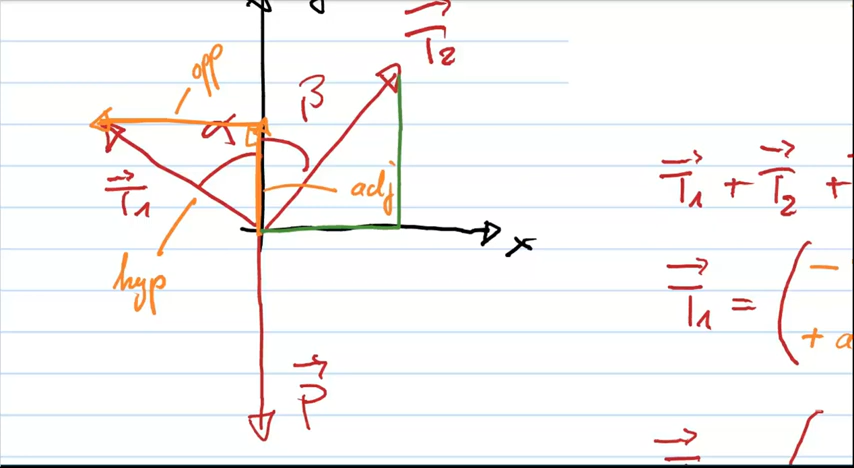 y
T₂
opp
β
α
T₁ + T₂ +
T₁
adj
x
hyp
T₁ = ( −
+ a
P